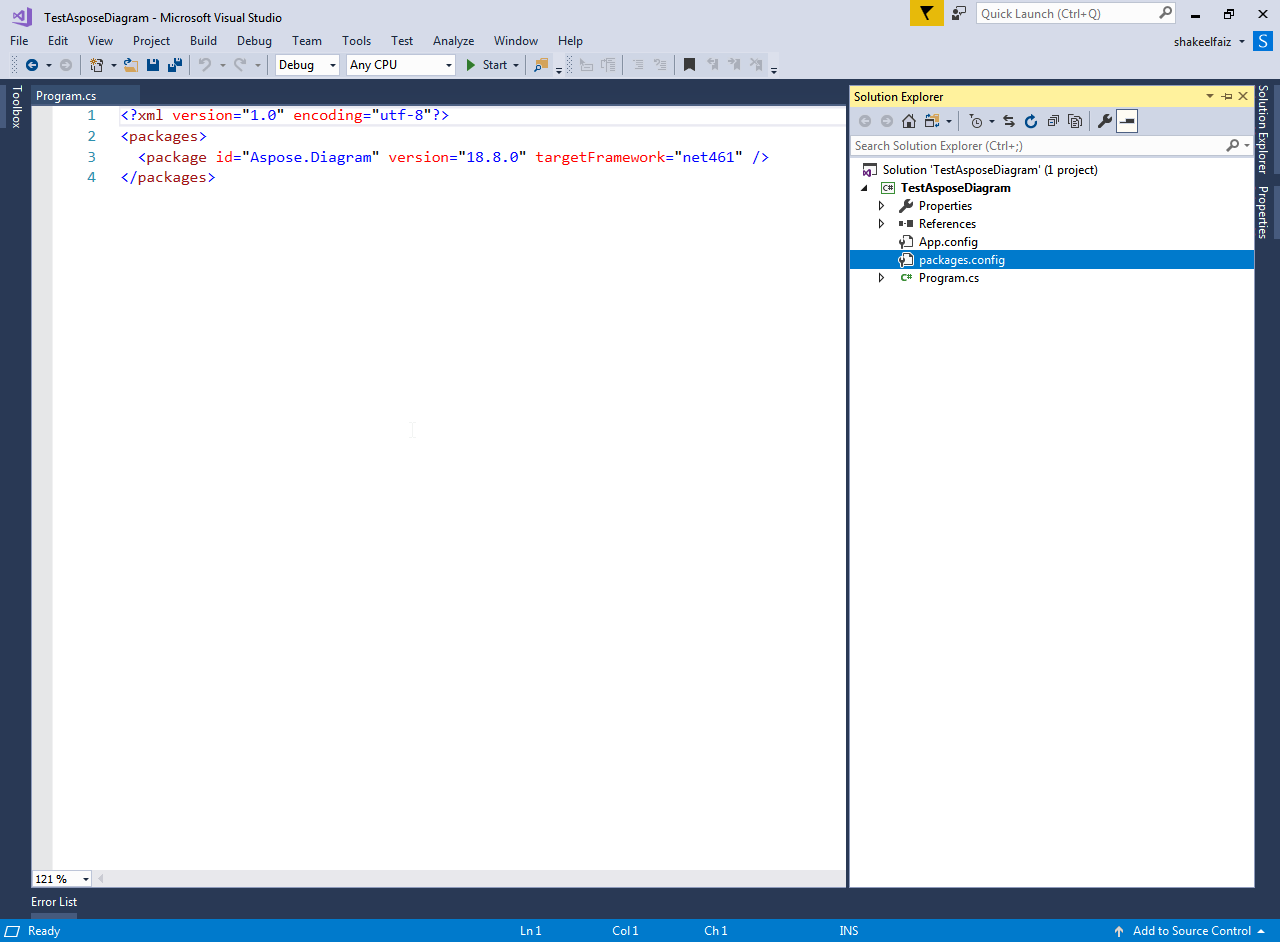 TestAsposeDiagram - Microsoft Visual Studio
Quick Launch (Ctrl+Q)
File Edit View Project Build Debug Team Tools Test Analyze Window Help
shakeelfaiz
S
Debug
Any CPU
Start
Toolbox
Program.cs
1 <?xml version="1.0" encoding="utf-8"?>
2 <packages>
3 <package id="Aspose.Diagram" version="18.8.0" targetFramework="net461" />
4 </packages>
121 %
Solution Explorer
Search Solution Explorer (Ctrl+;)
Solution 'TestAsposeDiagram' (1 project)
C# TestAsposeDiagram
Properties
References
App.config
packages.config
C# Program.cs
Solution Explorer
Properties
Error List
Ready
Ln 1
Col 1
Ch 1
INS
Add to Source Control